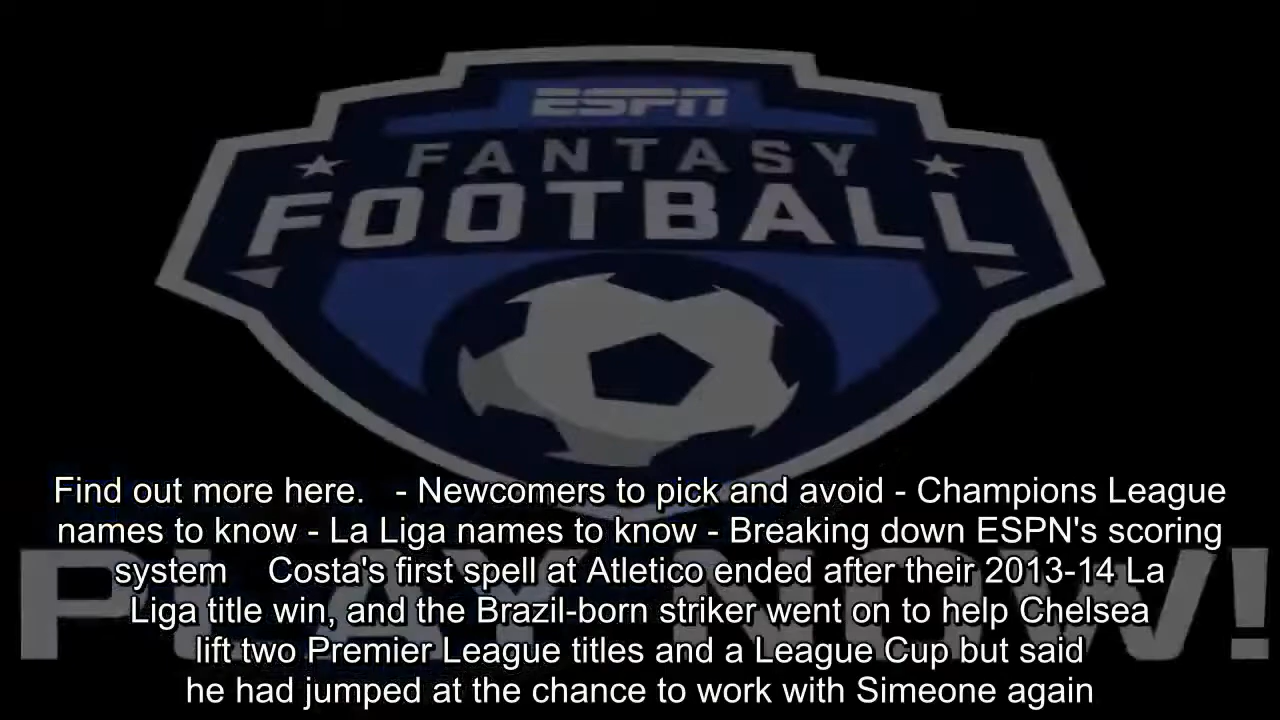 ESPN
FANTASY
FOOTBALL
PLAY NOW!
Find out more here.   - Newcomers to pick and avoid - Champions League
names to know - La Liga names to know - Breaking down ESPN's scoring
system    Costa's first spell at Atletico ended after their 2013-14 La
Liga title win, and the Brazil-born striker went on to help Chelsea
lift two Premier League titles and a League Cup but said
he had jumped at the chance to work with Simeone again